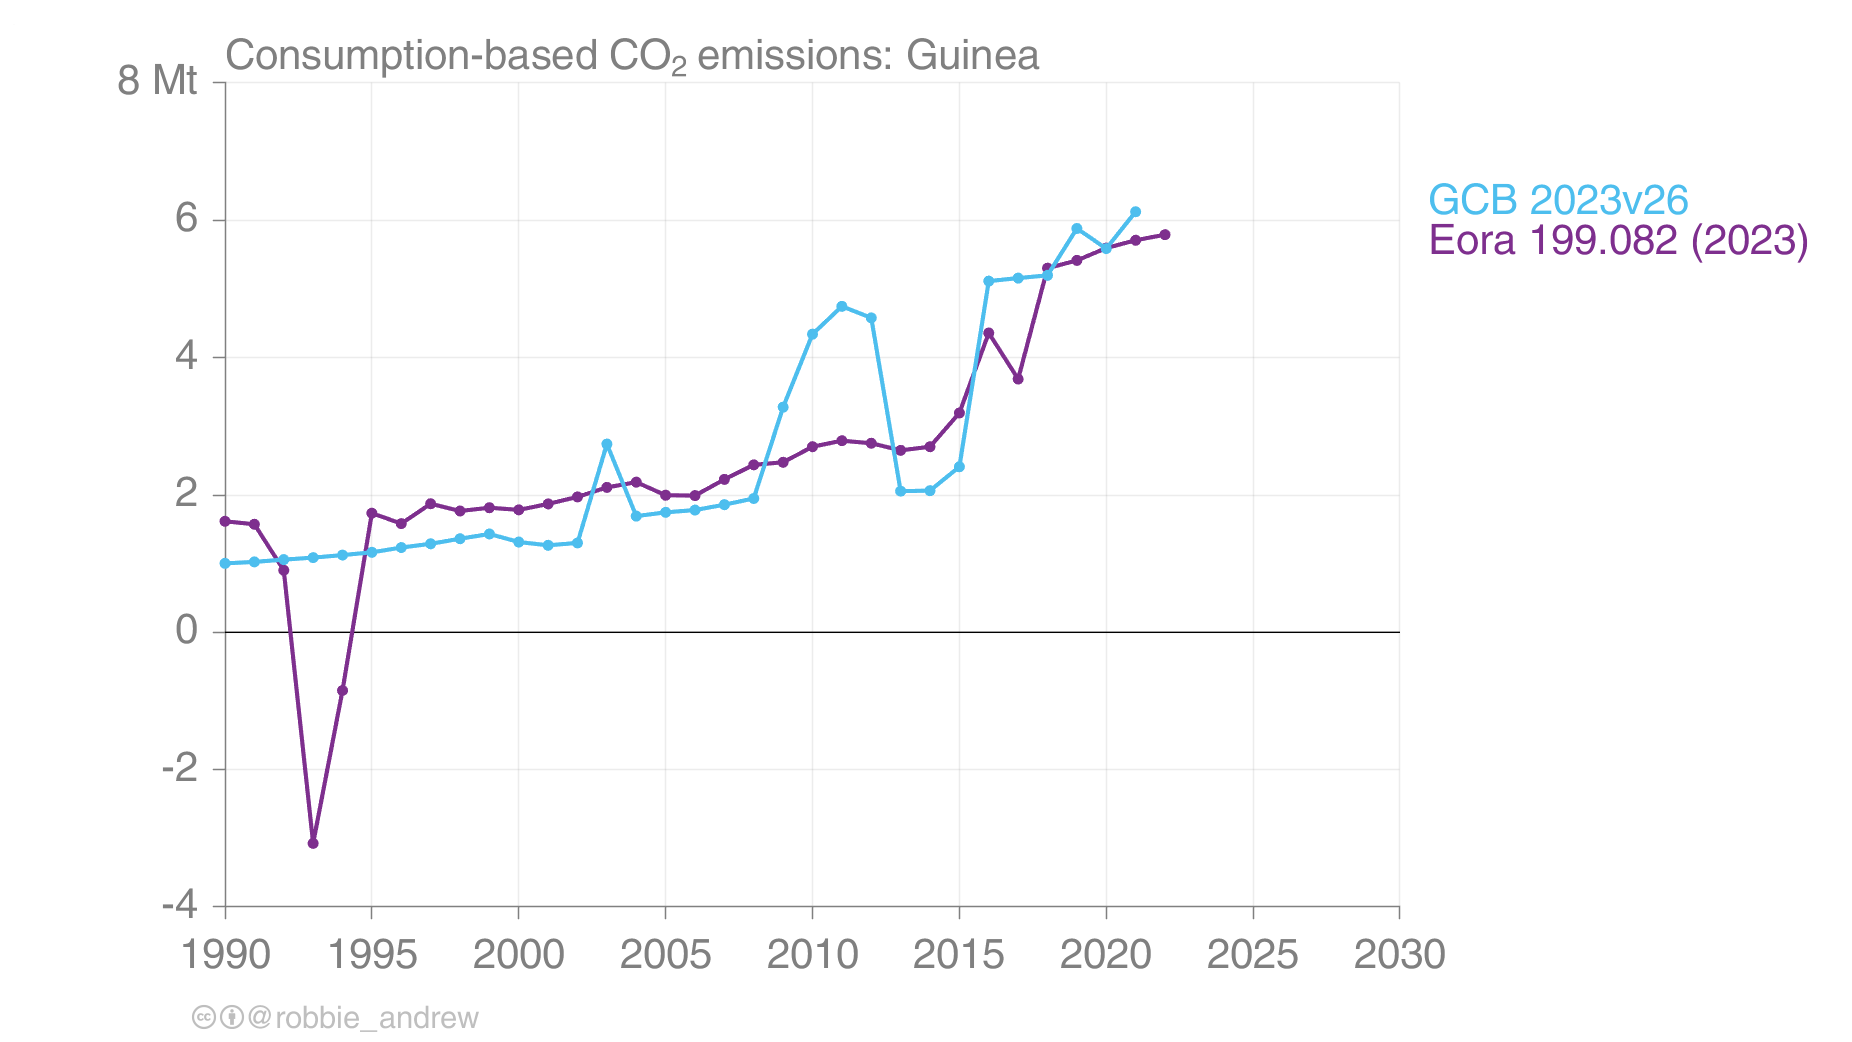 Consumption-based CO₂ emissions: Guinea
8 Mt
6
4
2
0
-2
-4
1990 1995 2000 2005 2010 2015 2020 2025 2030
GCB 2023v26
Eora 199.082 (2023)
cc @robbie_andrew